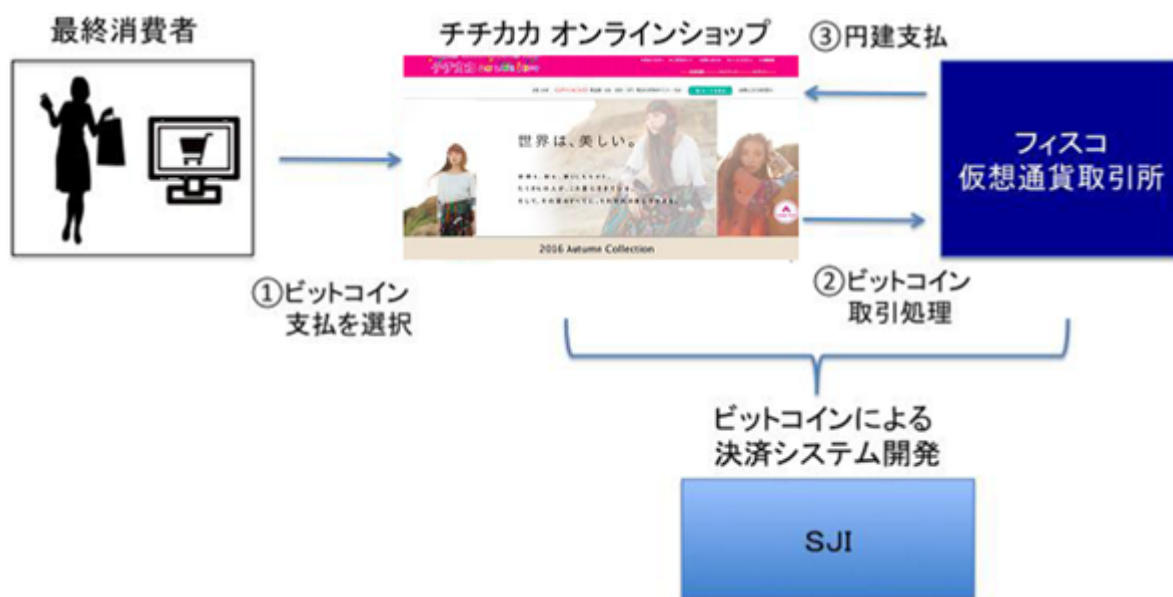 最終消費者
チチカカ オンラインショップ
③円建支払
チチカカ
世界は、美しい。
2016 Autumn Collection
フィスコ
仮想通貨取引所
①ビットコイン
支払を選択
②ビットコイン
取引処理
ビットコインによる
決済システム開発
SJI